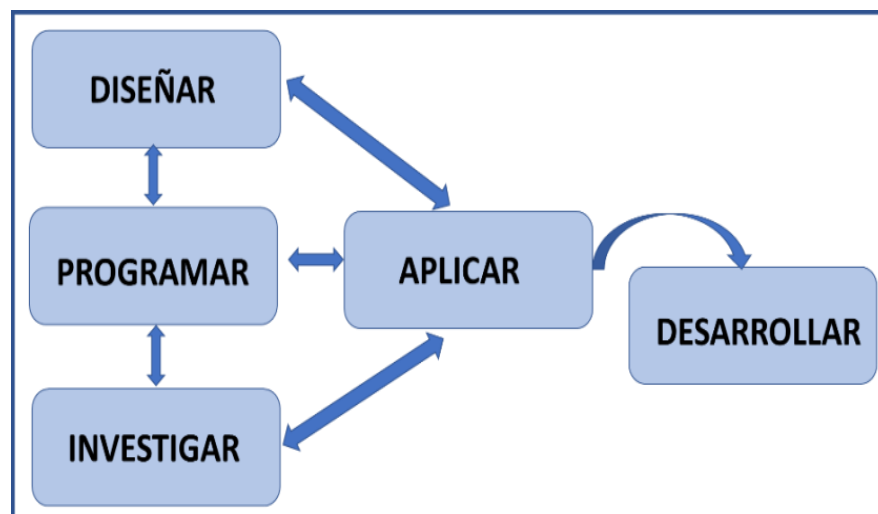 DISEÑAR
PROGRAMAR
APLICAR
DESARROLLAR
INVESTIGAR